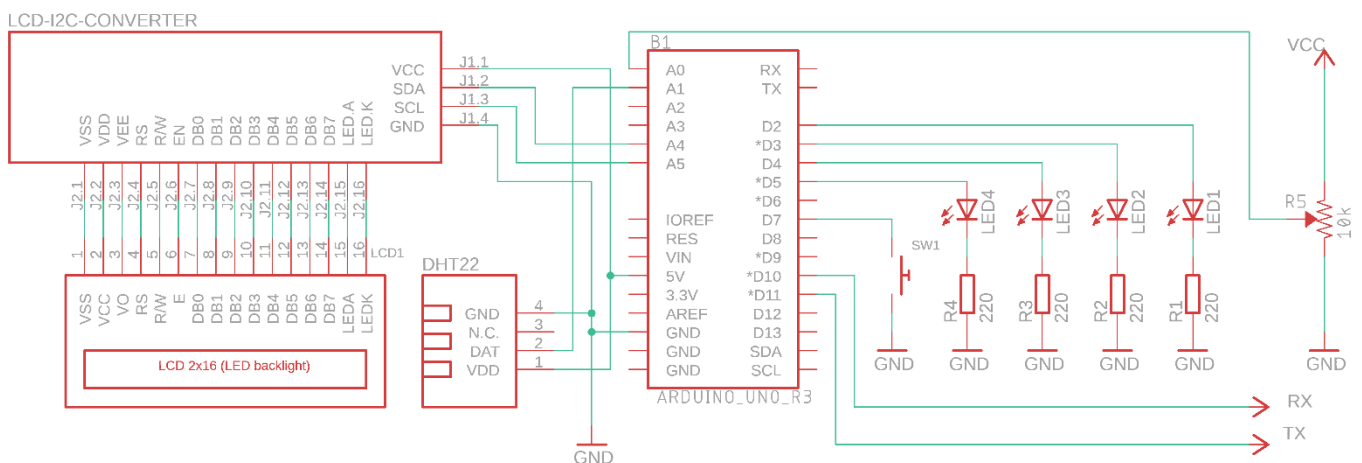 LCD-I2C-CONVERTER
VCC
SDA
SCL
GND
J1.1
J1.2
J1.3
J1.4
VSS
VDD
VEE
RS
R/W
EN
DB0
DB1
DB2
DB3
DB4
DB5
DB6
DB7
LED.A
LED.K
J2.1
J2.2
J2.3
J2.4
J2.5
J2.6
J2.7
J2.8
J2.9
J2.10
J2.11
J2.12
J2.13
J2.14
J2.15
J2.16
1
2
3
4
5
6
7
8
9
10
11
12
13
14
15
16
LCD1
VSS
VCC
VO
RS
R/W
E
DB0
DB1
DB2
DB3
DB4
DB5
DB6
DB7
LEDA
LEDK
LCD 2x16 (LED backlight)
DHT22
GND
N.C.
DAT
VDD
4
3
2
1
GND
B1
A0
A1
A2
A3
A4
A5
IOREF
RES
VIN
5V
3.3V
AREF
GND
GND
GND
RX
TX
D2
*D3
D4
*D5
*D6
D7
D8
*D9
*D10
*D11
D12
D13
SDA
SCL
ARDUINO_UNO_R3
SW1
GND
LED4
R4
220
GND
LED3
R3
220
GND
LED2
R2
220
GND
LED1
R1
220
GND
VCC
R5
10k
GND
RX
TX